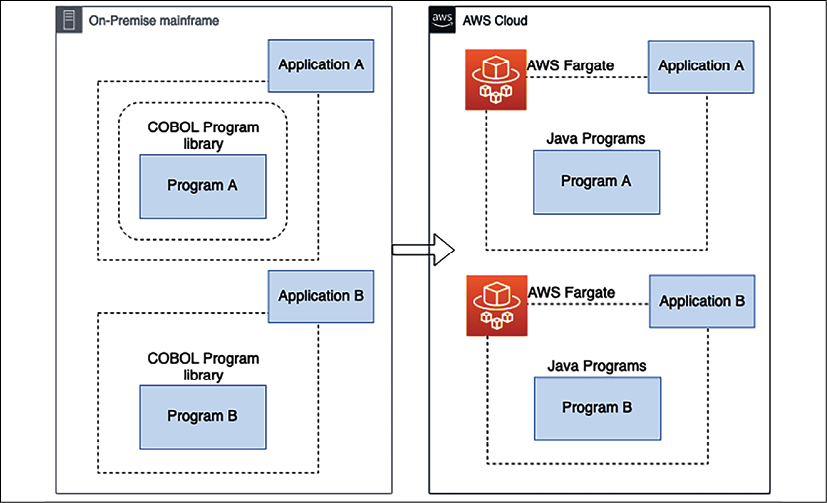 On-Premise mainframe
Application A
COBOL Program
library
Program A
Application B
COBOL Program
library
Program B
aws
AWS Cloud
AWS Fargate
Application A
Java Programs
Program A
AWS Fargate
Application B
Java Programs
Program B